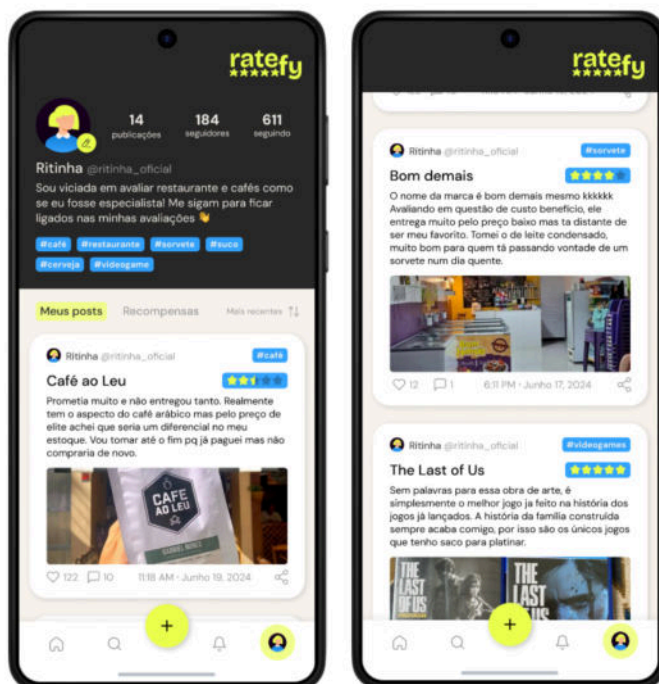 ratefy
14 184 611
publicações seguidores seguindo
Ritinha @ritinha_oficial
Sou viciada em avaliar restaurante e cafés como
se eu fosse especialista! Me sigam para ficar
ligados nas minhas avaliações 👋
#café #restaurante #sorvete #suco
#cerveja #videogame
Meus posts Recompensas Mais recentes
Ritinha @ritinha_oficial #café
Café ao Leu
Prometia muito e não entregou tanto. Realmente
tem o aspecto do café arábico mas pelo preço de
elite achei que seria um diferencial no meu
estoque. Vou tomar até o fim pq já paguei mas não
compraria de novo.
CAFE
AO LEU
122 10 11:18 AM · Junho 19, 2024
+
ratefy
Ritinha @ritinha_oficial #sorvete
Bom demais
O nome da marca é bom demais mesmo kkkkkk
Avaliando em questão de custo benefício, ele
entrega muito pelo preço baixo mas ta distante de
ser meu favorito. Tomei o de leite condensado,
muito bom para quem tá passando vontade de um
sorvete num dia quente.
12 1 6:11 PM · Junho 17, 2024
Ritinha @ritinha_oficial #videogames
The Last of Us
Sem palavras para essa obra de arte, é
simplesmente o melhor jogo ja feito na história dos
jogos já lançados. A história da família construída
sempre acaba comigo, por isso são os únicos jogos
que tenho saco para platinar.
THE
LAST
OF US
THE
LAST
OF US
+